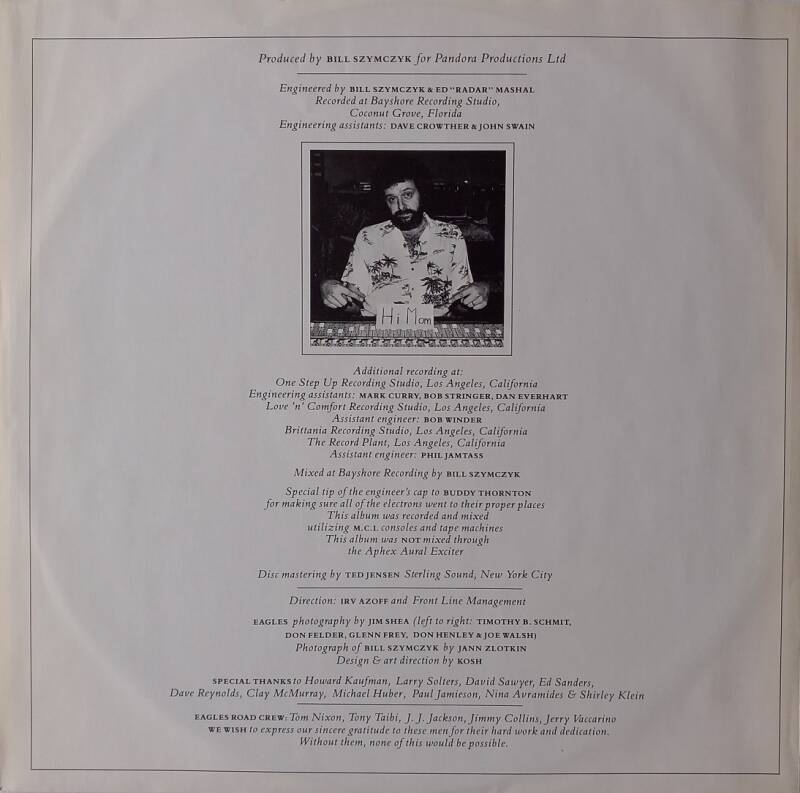 Produced by BILL SZYMCZYK for Pandora Productions Ltd
Engineered by BILL SZYMCZYK & ED "RADAR" MASHAL
Recorded at Bayshore Recording Studio,
Coconut Grove, Florida
Engineering assistants: DAVE CROWTHER & JOHN SWAIN
Hi Mom
Additional recording at:
One Step Up Recording Studio, Los Angeles, California
Engineering assistants: MARK CURRY, BOB STRINGER, DAN EVERHART
Love 'n' Comfort Recording Studio, Los Angeles, California
Assistant engineer: BOB WINDER
Brittania Recording Studio, Los Angeles, California
The Record Plant, Los Angeles, California
Assistant engineer: PHIL JAMTASS
Mixed at Bayshore Recording by BILL SZYMCZYK
Special tip of the engineer's cap to BUDDY THORNTON
for making sure all of the electrons went to their proper places
This album was recorded and mixed
utilizing M.C.I. consoles and tape machines
This album was NOT mixed through
the Aphex Aural Exciter
Disc mastering by TED JENSEN Sterling Sound, New York City
Direction: IRV AZOFF and Front Line Management
EAGLES photography by JIM SHEA (left to right: TIMOTHY B. SCHMIT,
DON FELDER, GLENN FREY, DON HENLEY & JOE WALSH)
Photograph of BILL SZYMCZYK by JANN ZLOTKIN
Design & art direction by KOSH
SPECIAL THANKS to Howard Kaufman, Larry Solters, David Sawyer, Ed Sanders,
Dave Reynolds, Clay McMurray, Michael Huber, Paul Jamieson, Nina Avramides & Shirley Klein
EAGLES ROAD CREW: Tom Nixon, Tony Taibi, J. J. Jackson, Jimmy Collins, Jerry Vaccarino
WE WISH to express our sincere gratitude to these men for their hard work and dedication.
Without them, none of this would be possible.